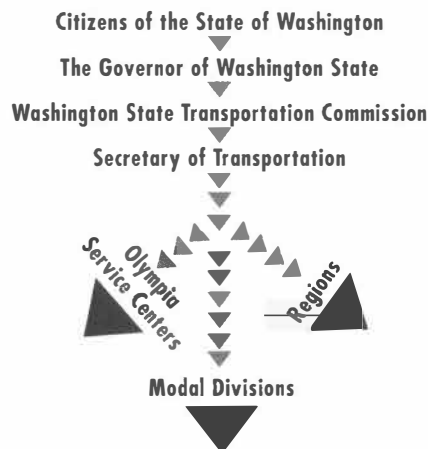 Citizens of the State of Washington
The Governor of Washington State
Washington State Transportation Commission
Secretary of Transportation
Olympia
Service Centers
Regions
Modal Divisions